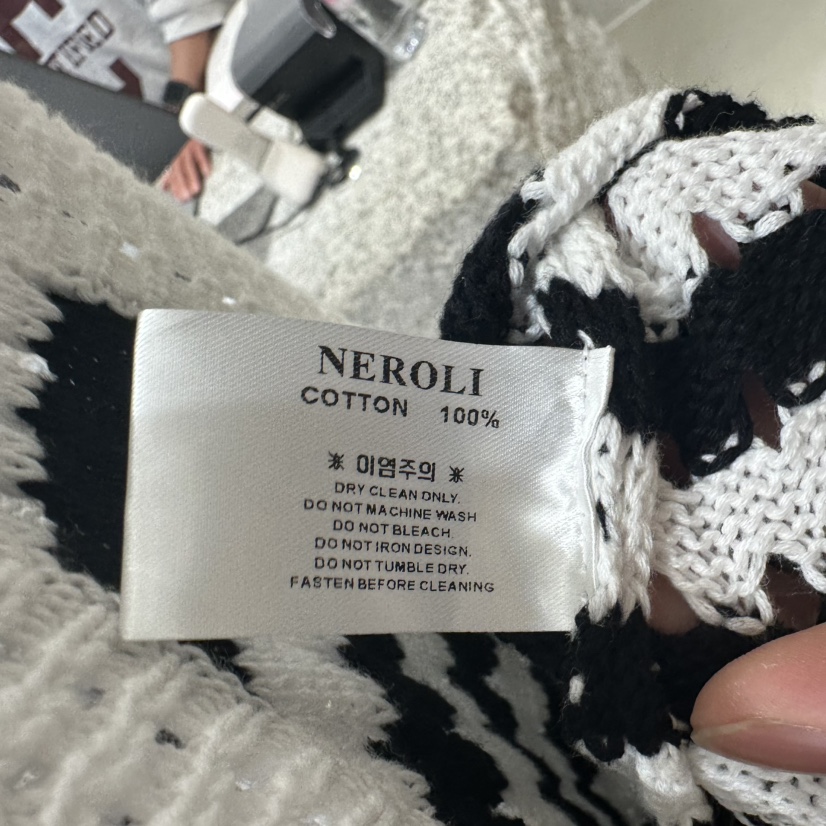 NEROLI
COTTON 100%
※ 이염주의 ※
DRY CLEAN ONLY.
DO NOT MACHINE WASH
DO NOT BLEACH.
DO NOT IRON DESIGN.
DO NOT TUMBLE DRY.
FASTEN BEFORE CLEANING